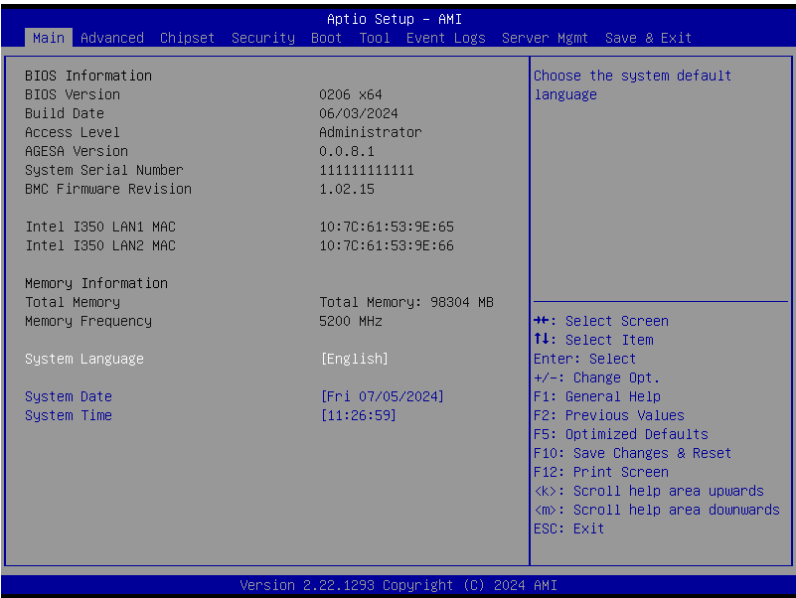 Aptio Setup - AMI
Main Advanced Chipset Security Boot Tool Event Logs Server Mgmt Save & Exit
BIOS Information
BIOS Version 0206 x64
Build Date 06/03/2024
Access Level Administrator
AGESA Version 0.0.8.1
System Serial Number 111111111111
BMC Firmware Revision 1.02.15
Intel I350 LAN1 MAC 10:7C:61:53:9E:65
Intel I350 LAN2 MAC 10:7C:61:53:9E:66
Memory Information
Total Memory Total Memory: 98304 MB
Memory Frequency 5200 MHz
System Language [English]
System Date [Fri 07/05/2024]
System Time [11:26:59]
Choose the system default
language
→←: Select Screen
↑↓: Select Item
Enter: Select
+/-: Change Opt.
F1: General Help
F2: Previous Values
F5: Optimized Defaults
F10: Save Changes & Reset
F12: Print Screen
<k>: Scroll help area upwards
<m>: Scroll help area downwards
ESC: Exit
Version 2.22.1293 Copyright (C) 2024 AMI